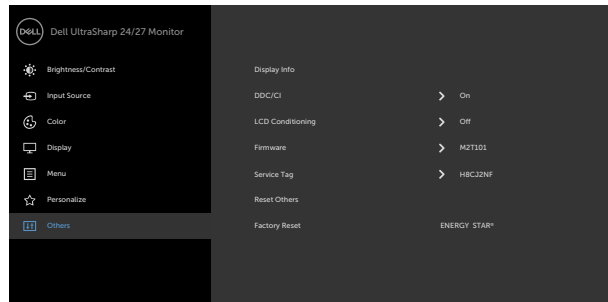 DELL Dell UltraSharp 24/27 Monitor
Brightness/Contrast Display Info
Input Source DDC/CI On
Color LCD Conditioning Off
Display Firmware M2T101
Menu Service Tag H8CJ2NF
Personalize Reset Others
Others Factory Reset ENERGY STAR®